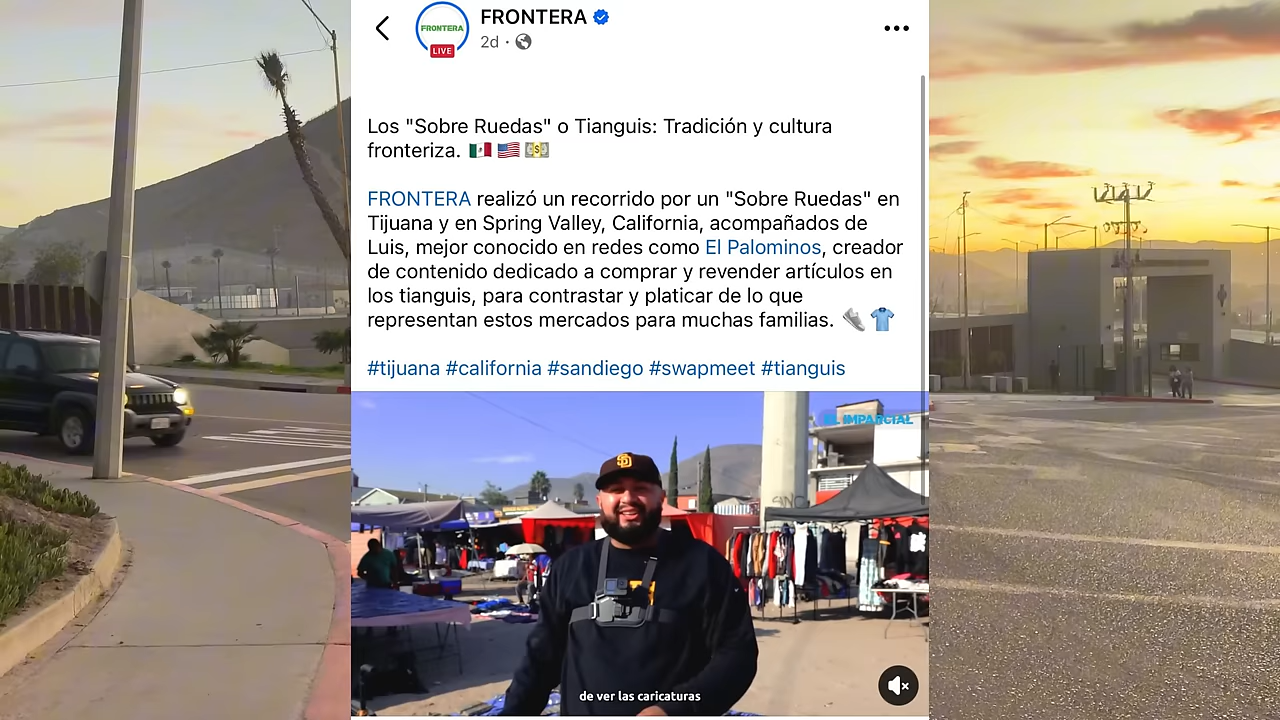 FRONTERA
FRONTERA
LIVE
2d ·
Los "Sobre Ruedas" o Tianguis: Tradición y cultura
fronteriza. 🇲🇽 🇺🇸 💵
FRONTERA realizó un recorrido por un "Sobre Ruedas" en
Tijuana y en Spring Valley, California, acompañados de
Luis, mejor conocido en redes como El Palominos, creador
de contenido dedicado a comprar y revender artículos en
los tianguis, para contrastar y platicar de lo que
representan estos mercados para muchas familias. 👟 👕
#tijuana #california #sandiego #swapmeet #tianguis
EL IMPARCIAL
SD
de ver las caricaturas